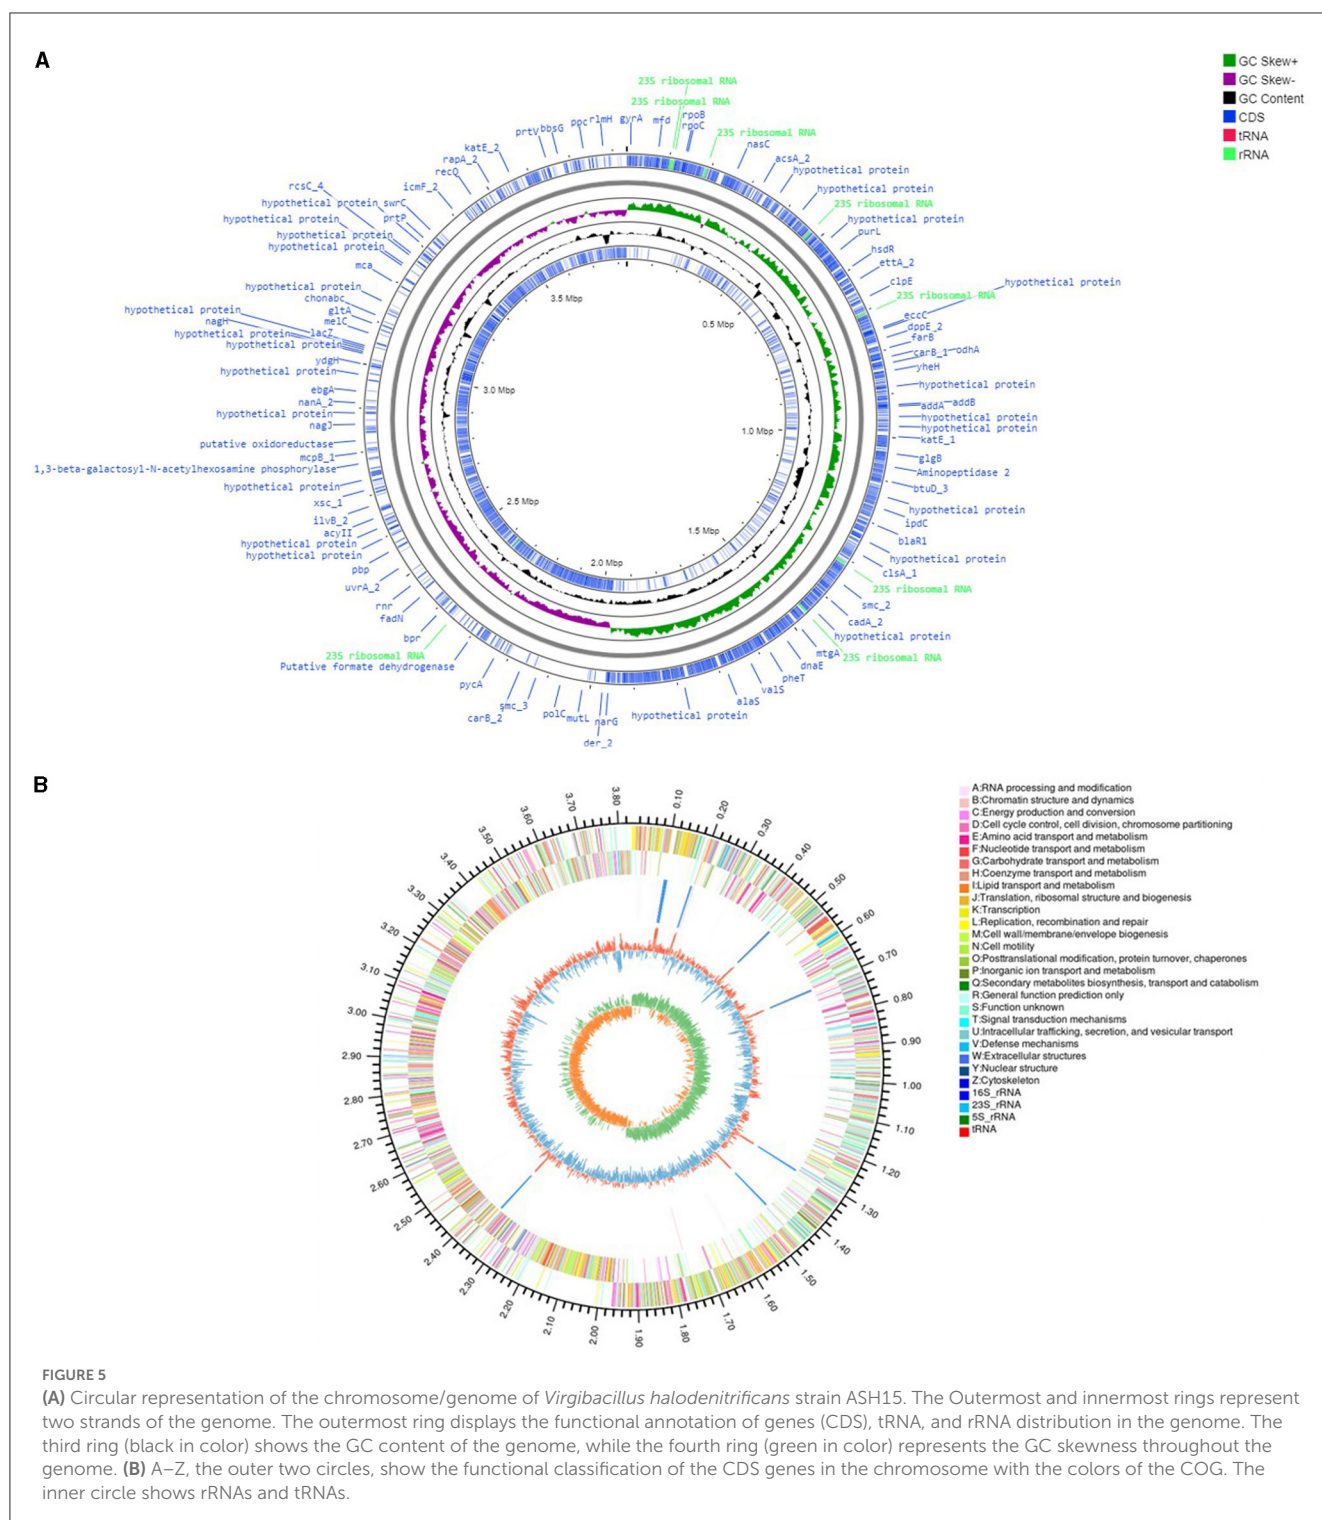 A
23S ribosomal RNA
23S ribosomal RNA
prtV
bbsG
ppc
rlmH
gyrA
mfd
rpoB
rpoC
23S ribosomal RNA
nasC
acsA_2
hypothetical protein
hypothetical protein
23S ribosomal RNA
hypothetical protein
purL
hsdR
ettA_2
clpE
hypothetical protein
23S ribosomal RNA
eccC
dppE_2
farB
carB_1
odhA
yheH
hypothetical protein
addA
addB
hypothetical protein
hypothetical protein
katE_1
glgB
Aminopeptidase 2
btuD_3
hypothetical protein
ipdC
blaR1
hypothetical protein
clsA_1
23S ribosomal RNA
smc_2
cadA_2
hypothetical protein
mtgA
23S ribosomal RNA
dnaE
pheT
valS
alaS
hypothetical protein
narG
der_2
mutL
polC
smc_3
carB_2
pycA
Putative formate dehydrogenase
23S ribosomal RNA
bpr
fadN
rnr
uvrA_2
pbp
hypothetical protein
hypothetical protein
acyII
ilvB_2
xsc_1
hypothetical protein
1,3-beta-galactosyl-N-acetylhexosamine phosphorylase
mcpB_1
putative oxidoreductase
nagJ
hypothetical protein
nanA_2
ebgA
hypothetical protein
ydgH
hypothetical protein
hypothetical protein
lacZ
nagH
hypothetical protein
melC
gltA
chonabc
hypothetical protein
mca
hypothetical protein
hypothetical protein
hypothetical protein
prtP
hypothetical protein
swrC
rcsC_4
icmF_2
recO
rapA_2
katE_2
0.5 Mbp
1.0 Mbp
1.5 Mbp
2.0 Mbp
2.5 Mbp
3.0 Mbp
3.5 Mbp
GC Skew+
GC Skew-
GC Content
CDS
tRNA
rRNA
B
0.10
0.20
0.30
0.40
0.50
0.60
0.70
0.80
0.90
1.00
1.10
1.20
1.30
1.40
1.50
1.60
1.70
1.80
1.90
2.00
2.10
2.20
2.30
2.40
2.50
2.60
2.70
2.80
2.90
3.00
3.10
3.20
3.30
3.40
3.50
3.60
3.70
3.80
A:RNA processing and modification
B:Chromatin structure and dynamics
C:Energy production and conversion
D:Cell cycle control, cell division, chromosome partitioning
E:Amino acid transport and metabolism
F:Nucleotide transport and metabolism
G:Carbohydrate transport and metabolism
H:Coenzyme transport and metabolism
I:Lipid transport and metabolism
J:Translation, ribosomal structure and biogenesis
K:Transcription
L:Replication, recombination and repair
M:Cell wall/membrane/envelope biogenesis
N:Cell motility
O:Posttranslational modification, protein turnover, chaperones
P:Inorganic ion transport and metabolism
Q:Secondary metabolites biosynthesis, transport and catabolism
R:General function prediction only
S:Function unknown
T:Signal transduction mechanisms
U:Intracellular trafficking, secretion, and vesicular transport
V:Defense mechanisms
W:Extracellular structures
Y:Nuclear structure
Z:Cytoskeleton
16S_rRNA
23S_rRNA
5S_rRNA
tRNA
FIGURE 5
(A) Circular representation of the chromosome/genome of Virgibacillus halodenitrificans strain ASH15. The Outermost and innermost rings represent
two strands of the genome. The outermost ring displays the functional annotation of genes (CDS), tRNA, and rRNA distribution in the genome. The
third ring (black in color) shows the GC content of the genome, while the fourth ring (green in color) represents the GC skewness throughout the
genome. (B) A–Z, the outer two circles, show the functional classification of the CDS genes in the chromosome with the colors of the COG. The
inner circle shows rRNAs and tRNAs.